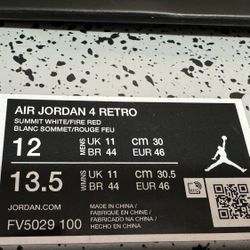 AIR JORDAN 4 RETRO
SUMMIT WHITE/FIRE RED
BLANC SOMMET/ROUGE FEU
12 MENS UK 11 CM 30
BR 44 EUR 46
13.5 WMNS UK 11 CM 30.5
BR 44 EUR 46
JORDAN.COM
FV5029 100
MADE IN CHINA /
FABRIQUE EN CHINE /
FABRICADO NA CHINA /
HECHO EN CHINA